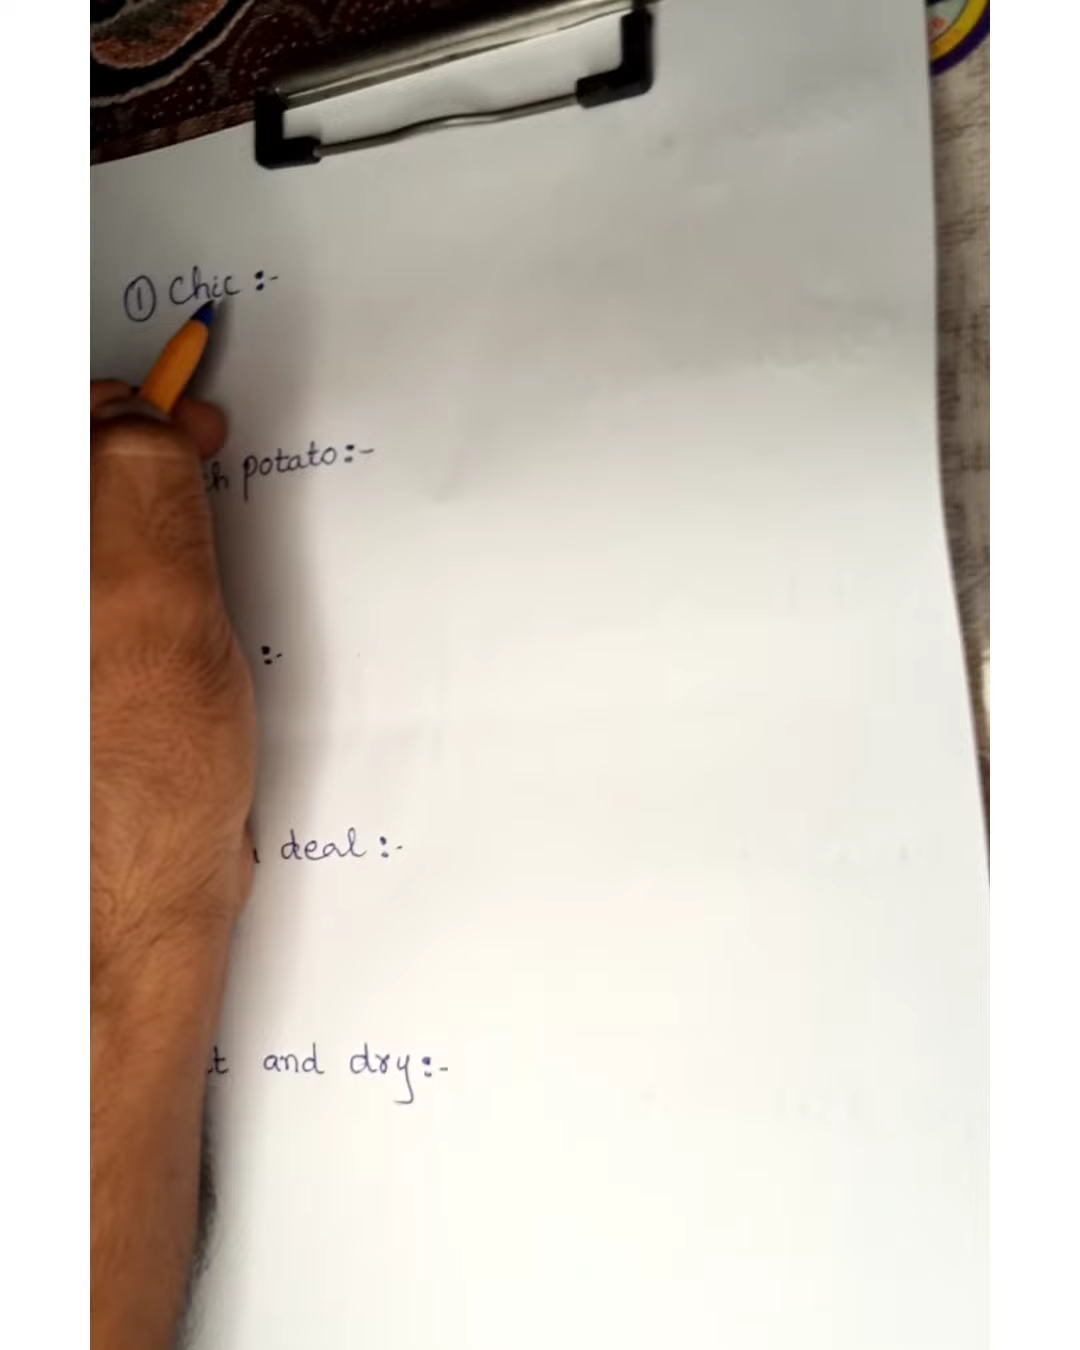 ① Chic :-
potato :-
:-
deal :-
and dry :-